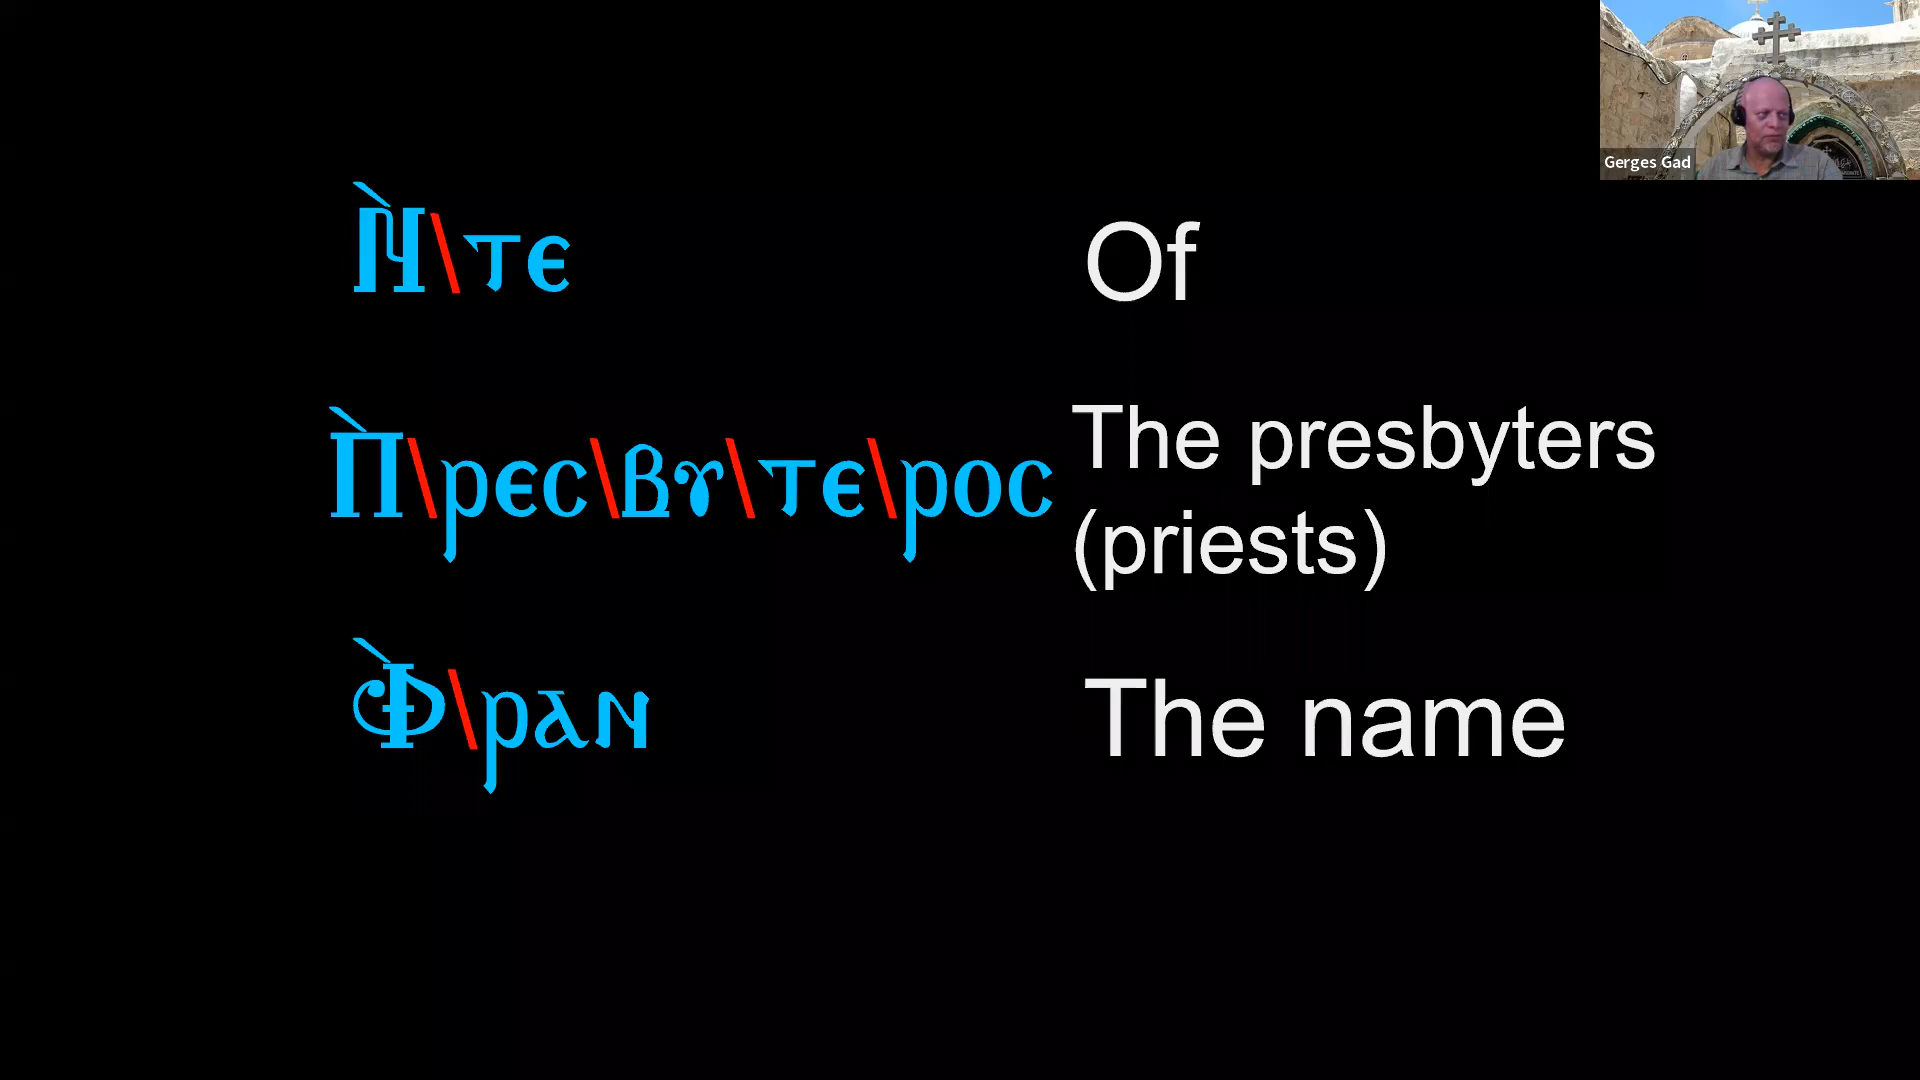 Gerges Gad
Ⲛ̀\ⲧⲉ Of
Ⲡ̀\ⲣⲉⲥ\ⲃⲩ\ⲧⲉ\ⲣⲟⲥ The presbyters
(priests)
Ⲫ̀\ⲣⲁⲛ The name